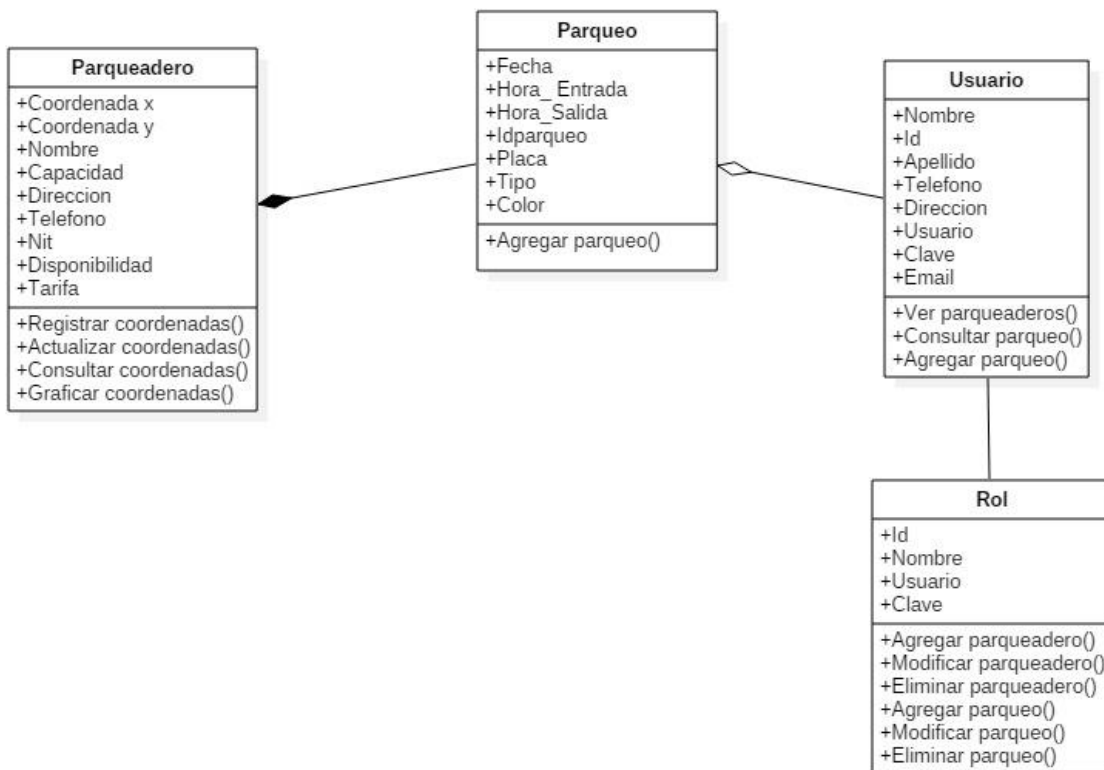 Parqueadero
+Coordenada x
+Coordenada y
+Nombre
+Capacidad
+Direccion
+Telefono
+Nit
+Disponibilidad
+Tarifa
+Registrar coordenadas()
+Actualizar coordenadas()
+Consultar coordenadas()
+Graficar coordenadas()
Parqueo
+Fecha
+Hora_ Entrada
+Hora_Salida
+Idparqueo
+Placa
+Tipo
+Color
+Agregar parqueo()
Usuario
+Nombre
+Id
+Apellido
+Telefono
+Direccion
+Usuario
+Clave
+Email
+Ver parqueaderos()
+Consultar parqueo()
+Agregar parqueo()
Rol
+Id
+Nombre
+Usuario
+Clave
+Agregar parqueadero()
+Modificar parqueadero()
+Eliminar parqueadero()
+Agregar parqueo()
+Modificar parqueo()
+Eliminar parqueo()